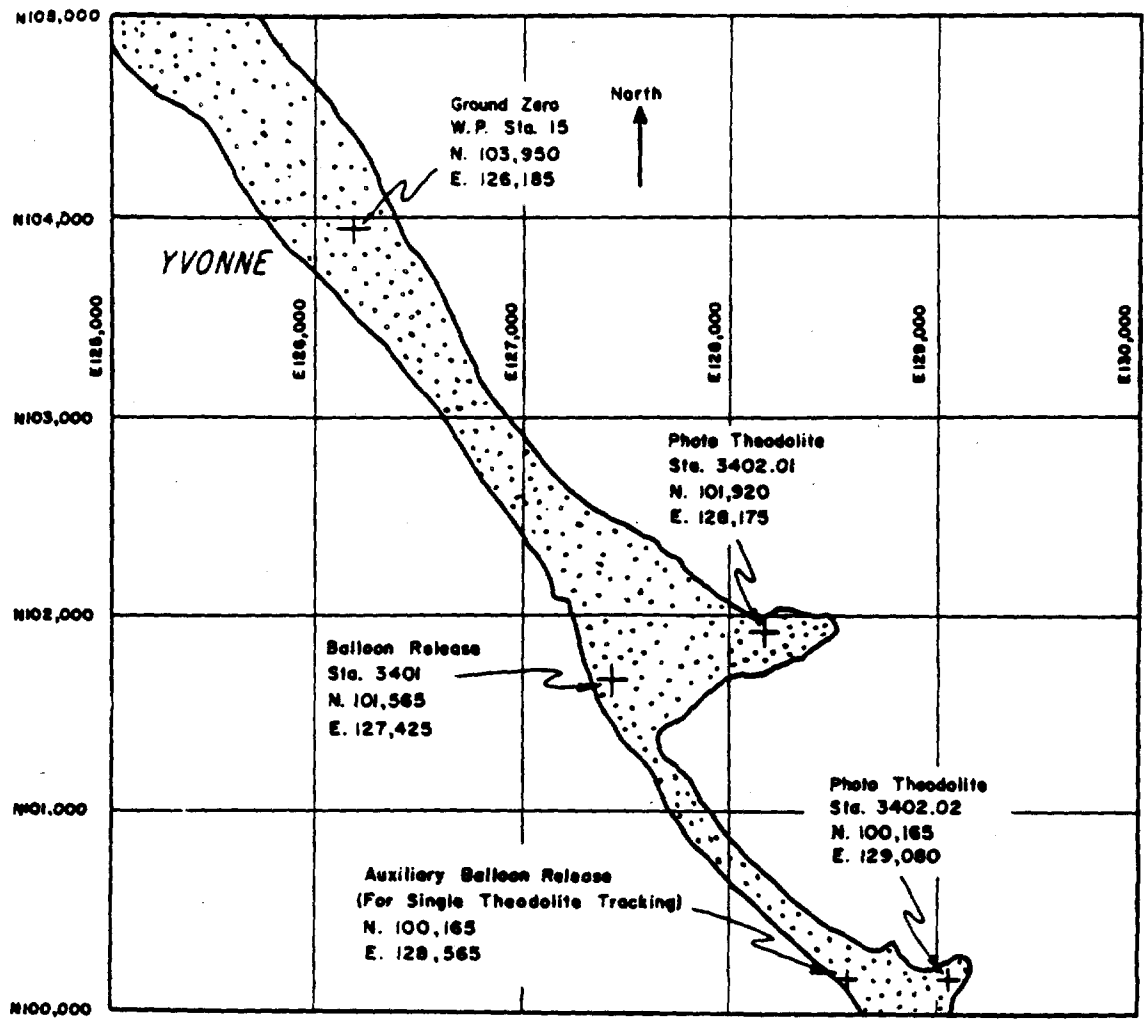 N105,000
Ground Zero
W.P. Sta. 15
N. 103,950
E. 126,185
North
N104,000
YVONNE
E125,000
E126,000
E127,000
E128,000
E129,000
E130,000
N103,000
Photo Theodolite
Sta. 3402.01
N. 101,920
E. 128,175
N102,000
Balloon Release
Sta. 3401
N. 101,565
E. 127,425
N101,000
Photo Theodolite
Sta. 3402.02
N. 100,165
E. 129,080
Auxiliary Balloon Release
(For Single Theodolite Tracking)
N. 100,165
E. 128,565
N100,000